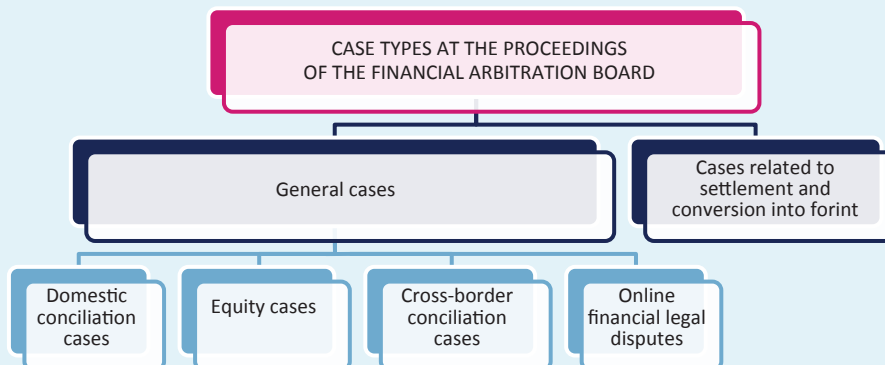 CASE TYPES AT THE PROCEEDINGS
OF THE FINANCIAL ARBITRATION BOARD
General cases
Cases related to
settlement and
conversion into forint
Domestic
conciliation
cases
Equity cases
Cross-border
conciliation
cases
Online
financial legal
disputes